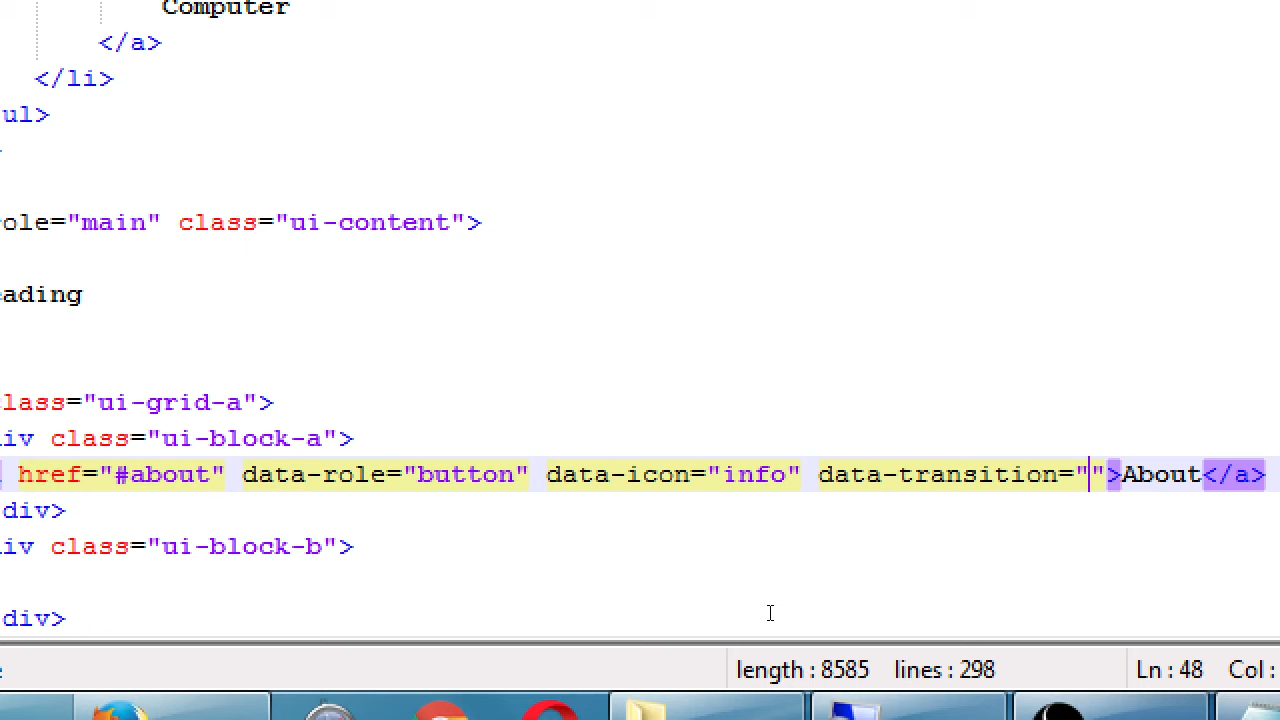 Computer
</a>
</li>
ul>
ole="main" class="ui-content">
ading
lass="ui-grid-a">
iv class="ui-block-a">
href="#about" data-role="button" data-icon="info" data-transition="">About</a>
div>
iv class="ui-block-b">
div>
length : 8585 lines : 298 Ln : 48 Col :